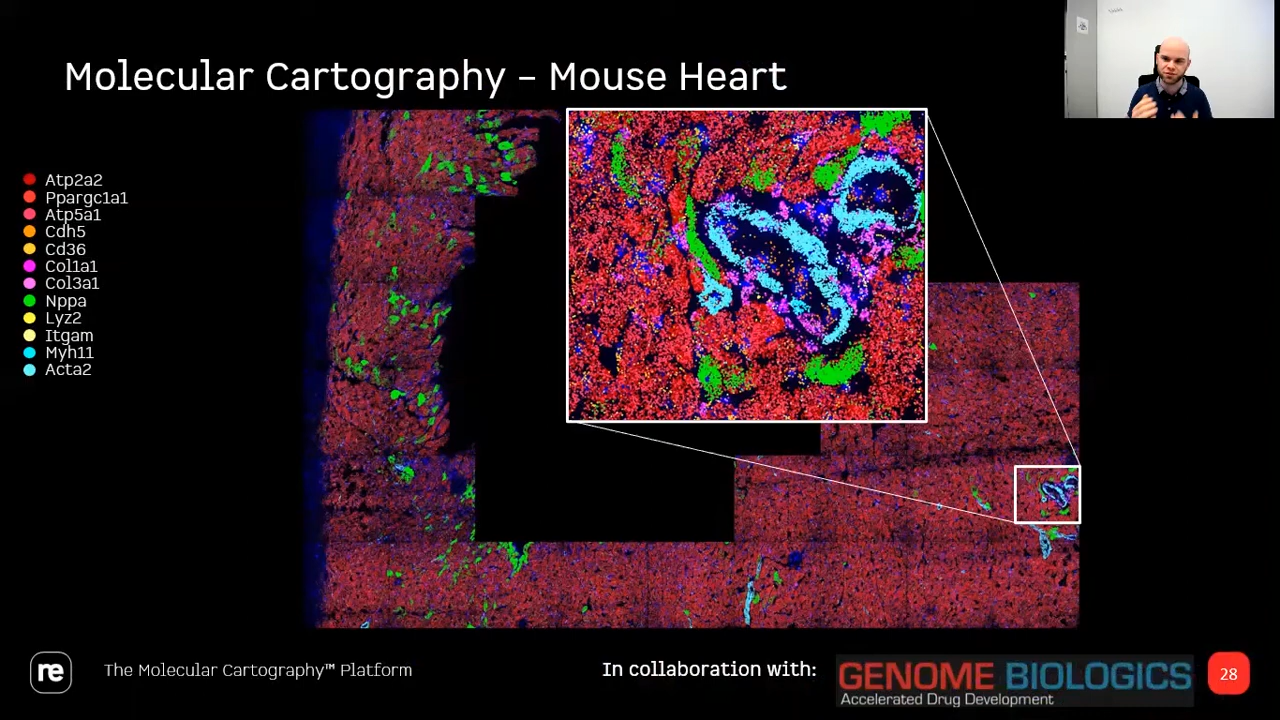 Molecular Cartography – Mouse Heart
Atp2a2
Ppargc1a1
Atp5a1
Cdh5
Cd36
Col1a1
Col3a1
Nppa
Lyz2
Itgam
Myh11
Acta2
re
The Molecular Cartography™ Platform
In collaboration with:
GENOME BIOLOGICS
Accelerated Drug Development
28